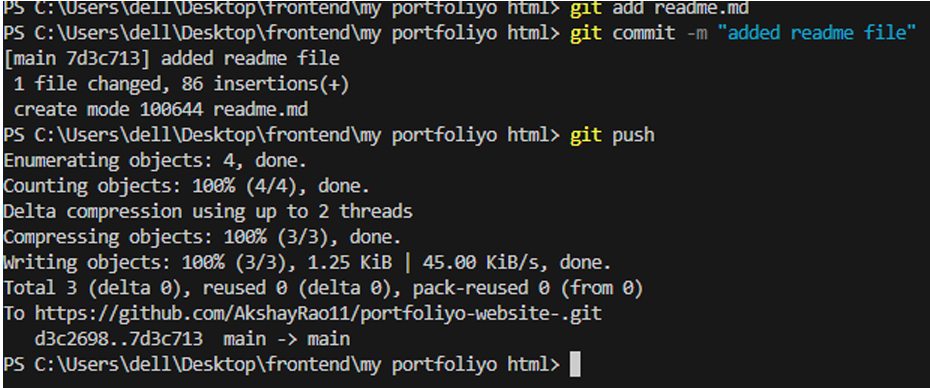 PS C:\Users\dell\Desktop\frontend\my portfoliyo html> git add readme.md
PS C:\Users\dell\Desktop\frontend\my portfoliyo html> git commit -m "added readme file"
[main 7d3c713] added readme file
 1 file changed, 86 insertions(+)
 create mode 100644 readme.md
PS C:\Users\dell\Desktop\frontend\my portfoliyo html> git push
Enumerating objects: 4, done.
Counting objects: 100% (4/4), done.
Delta compression using up to 2 threads
Compressing objects: 100% (3/3), done.
Writing objects: 100% (3/3), 1.25 KiB | 45.00 KiB/s, done.
Total 3 (delta 0), reused 0 (delta 0), pack-reused 0 (from 0)
To https://github.com/AkshayRao11/portfoliyo-website-.git
   d3c2698..7d3c713  main -> main
PS C:\Users\dell\Desktop\frontend\my portfoliyo html>